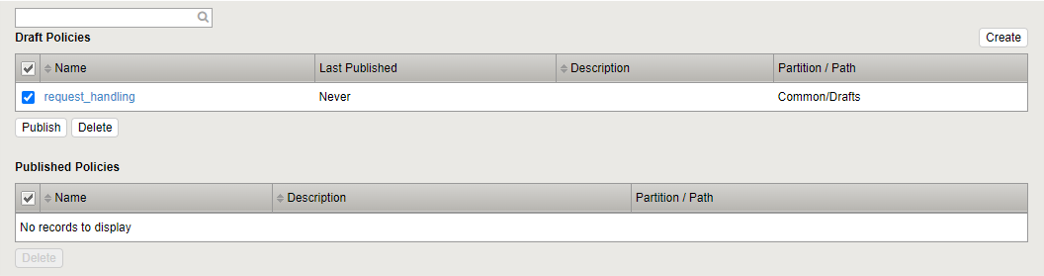 Draft Policies Create
Name Last Published Description Partition / Path
request_handling Never Common/Drafts
Publish Delete
Published Policies
Name Description Partition / Path
No records to display
Delete